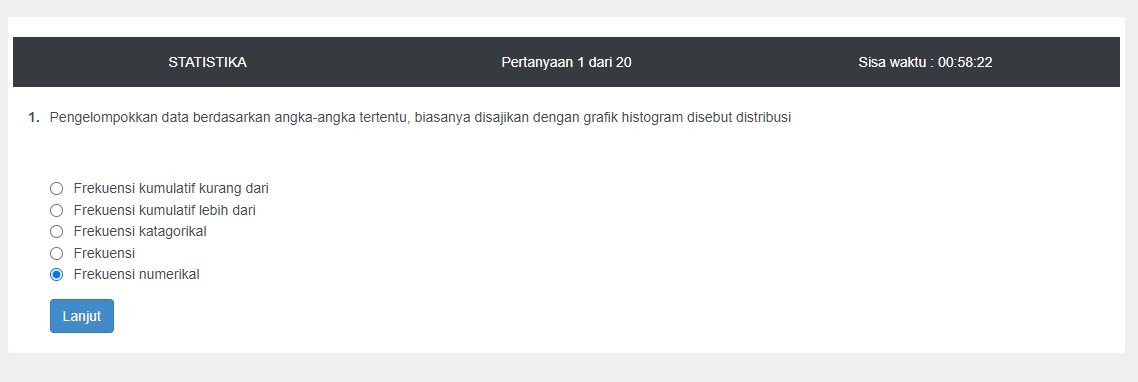 STATISTIKA Pertanyaan 1 dari 20 Sisa waktu : 00:58:22
1. Pengelompokkan data berdasarkan angka-angka tertentu, biasanya disajikan dengan grafik histogram disebut distribusi
Frekuensi kumulatif kurang dari
Frekuensi kumulatif lebih dari
Frekuensi katagorikal
Frekuensi
Frekuensi numerikal
Lanjut